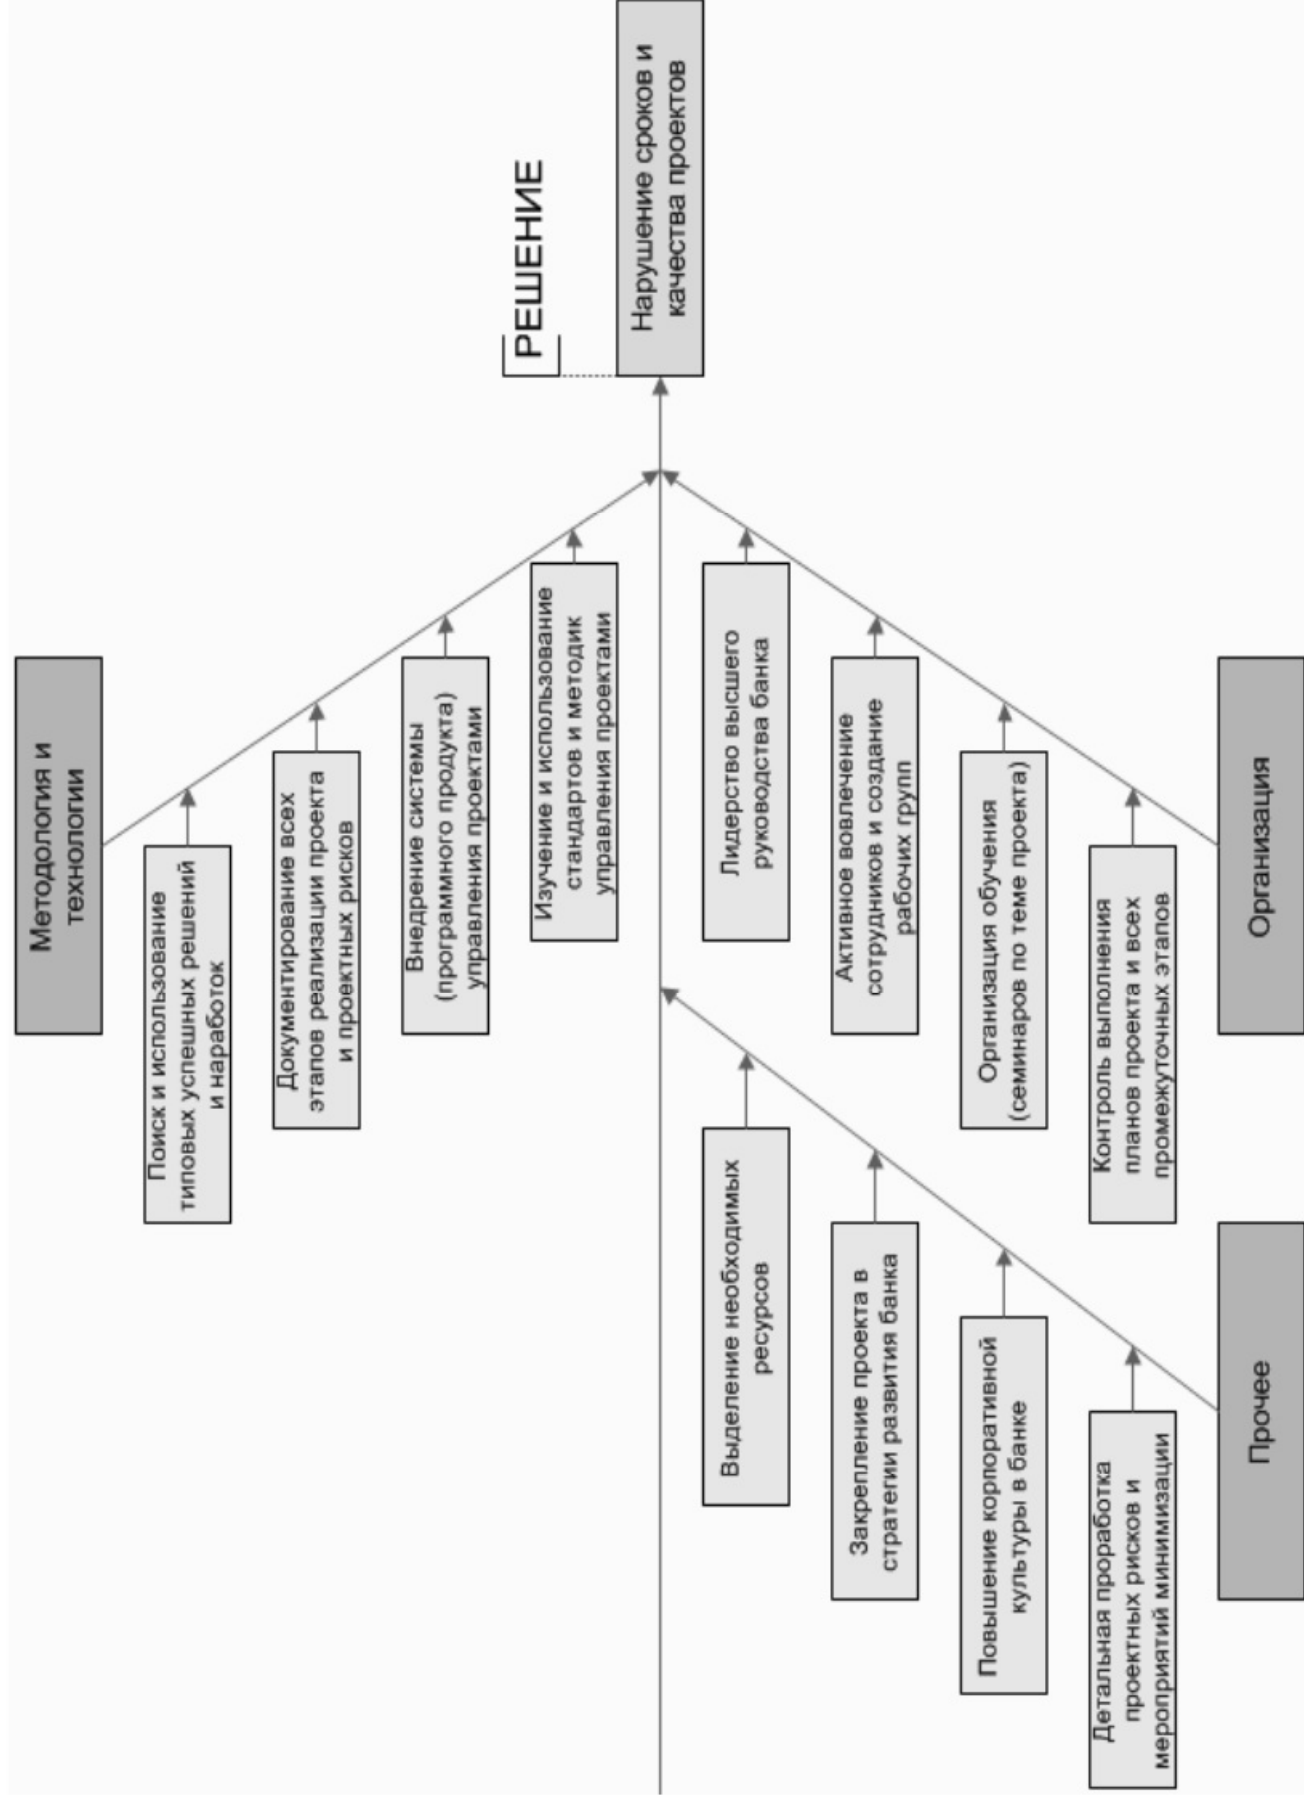 Методология и
технологии
Поиск и использование
типовых успешных решений
и наработок
Документирование всех
этапов реализации проекта
и проектных рисков
Внедрение системы
(программного продукта)
управления проектами
Изучение и использование
стандартов и методик
управления проектами
РЕШЕНИЕ
Нарушение сроков и
качества проектов
Выделение необходимых
ресурсов
Закрепление проекта в
стратегии развития банка
Повышение корпоративной
культуры в банке
Детальная проработка
проектных рисков и
мероприятий минимизации
Прочее
Лидерство высшего
руководства банка
Активное вовлечение
сотрудников и создание
рабочих групп
Организация обучения
(семинаров по теме проекта)
Контроль выполнения
планов проекта и всех
промежуточных этапов
Организация